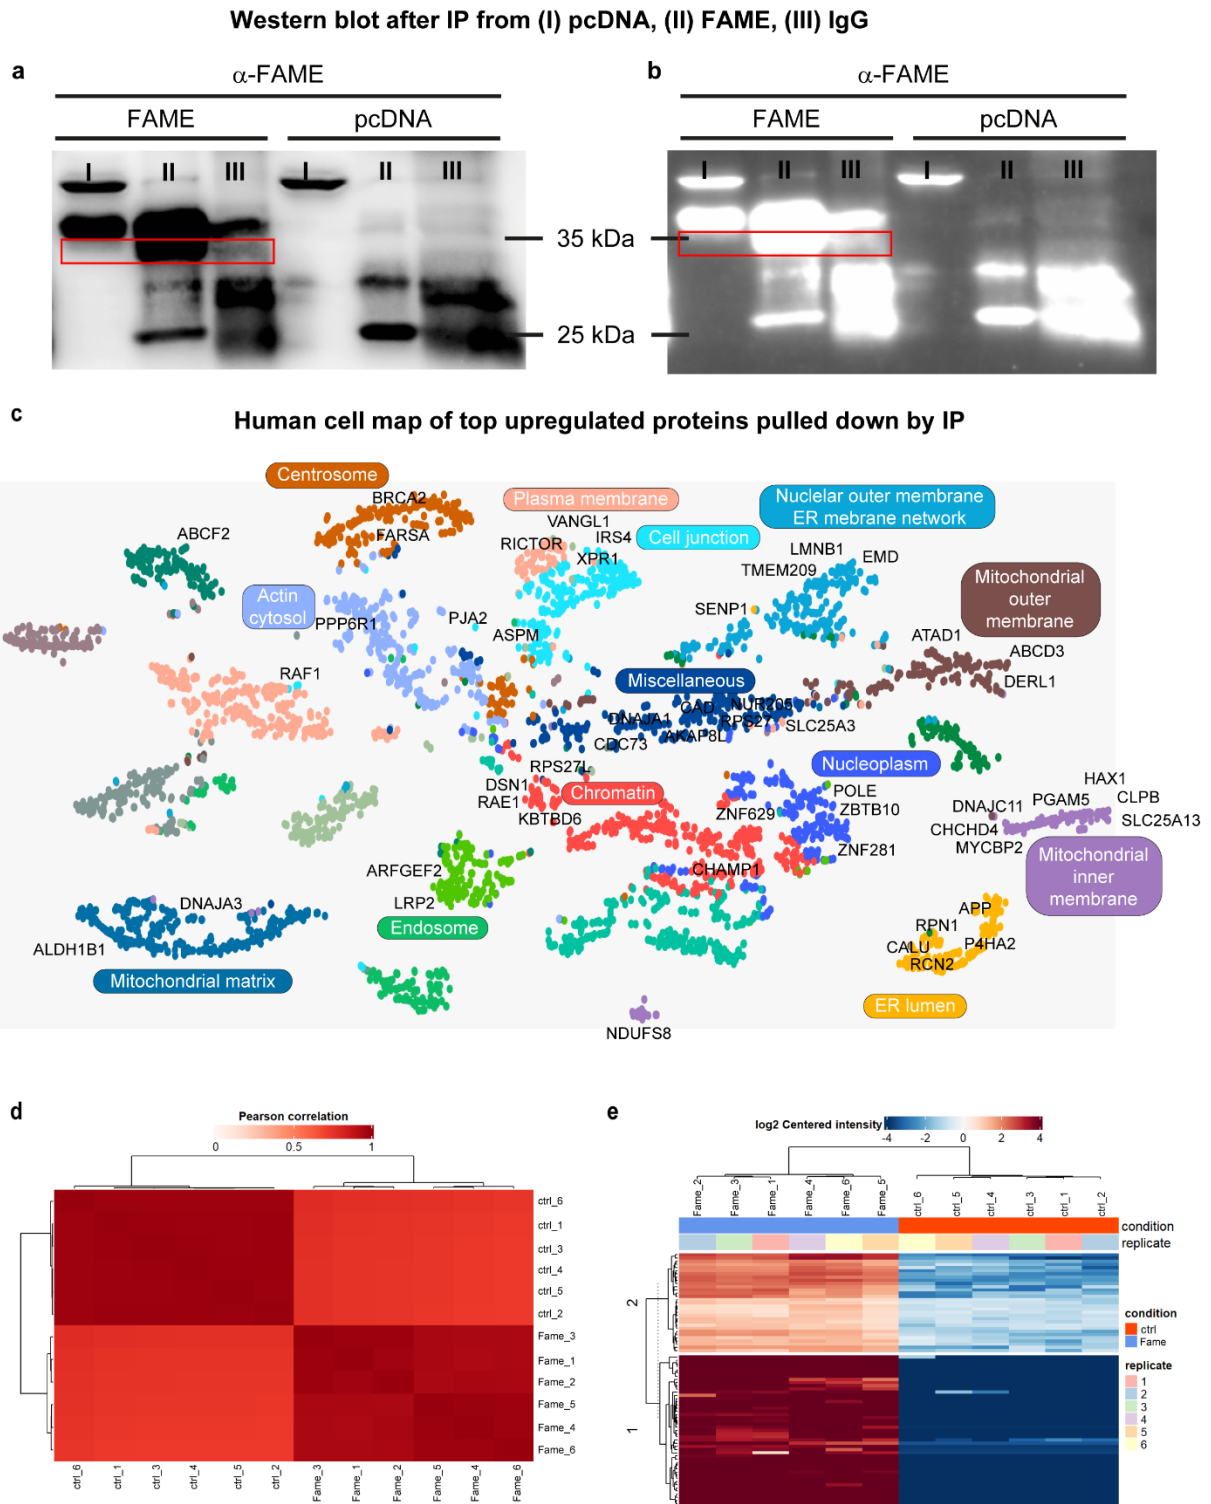 Western blot after IP from (I) pcDNA, (II) FAME, (III) IgG
a
α-FAME
FAME
pcDNA
I
II
III
I
II
III
35 kDa
25 kDa
b
α-FAME
FAME
pcDNA
I
II
III
I
II
III
c
Human cell map of top upregulated proteins pulled down by IP
Centrosome
BRCA2
FARSA
ABCF2
Plasma membrane
VANGL1
IRS4
RICTOR
XPR1
Cell junction
Nuclelar outer membrane
ER mebrane network
LMNB1
EMD
TMEM209
SENP1
Mitochondrial
outer
membrane
ATAD1
ABCD3
DERL1
Actin
cytosol
PPP6R1
PJA2
ASPM
RAF1
Miscellaneous
CAD
NUR205
DNAJA1
RPS27
SLC25A3
CDC73
AKAP8L
RPS27L
DSN1
RAE1
KBTBD6
Chromatin
Nucleoplasm
POLE
ZNF629
ZBTB10
ZNF281
CHAMP1
HAX1
DNAJC11
PGAM5
CLPB
CHCHD4
SLC25A13
MYCBP2
Mitochondrial
inner
membrane
ARFGEF2
LRP2
Endosome
DNAJA3
ALDH1B1
Mitochondrial matrix
APP
RPN1
CALU
P4HA2
RCN2
ER lumen
NDUFS8
d
Pearson correlation
0
0.5
1
ctrl_6
ctrl_1
ctrl_3
ctrl_4
ctrl_5
ctrl_2
Fame_3
Fame_1
Fame_2
Fame_5
Fame_4
Fame_6
ctrl_6
ctrl_1
ctrl_3
ctrl_4
ctrl_5
ctrl_2
Fame_3
Fame_1
Fame_2
Fame_5
Fame_4
Fame_6
e
log2 Centered intensity
-4
-2
0
2
4
Fame_2
Fame_3
Fame_1
Fame_4
Fame_6
Fame_5
ctrl_6
ctrl_5
ctrl_4
ctrl_3
ctrl_1
ctrl_2
condition
replicate
2
1
condition
ctrl
Fame
replicate
1
2
3
4
5
6